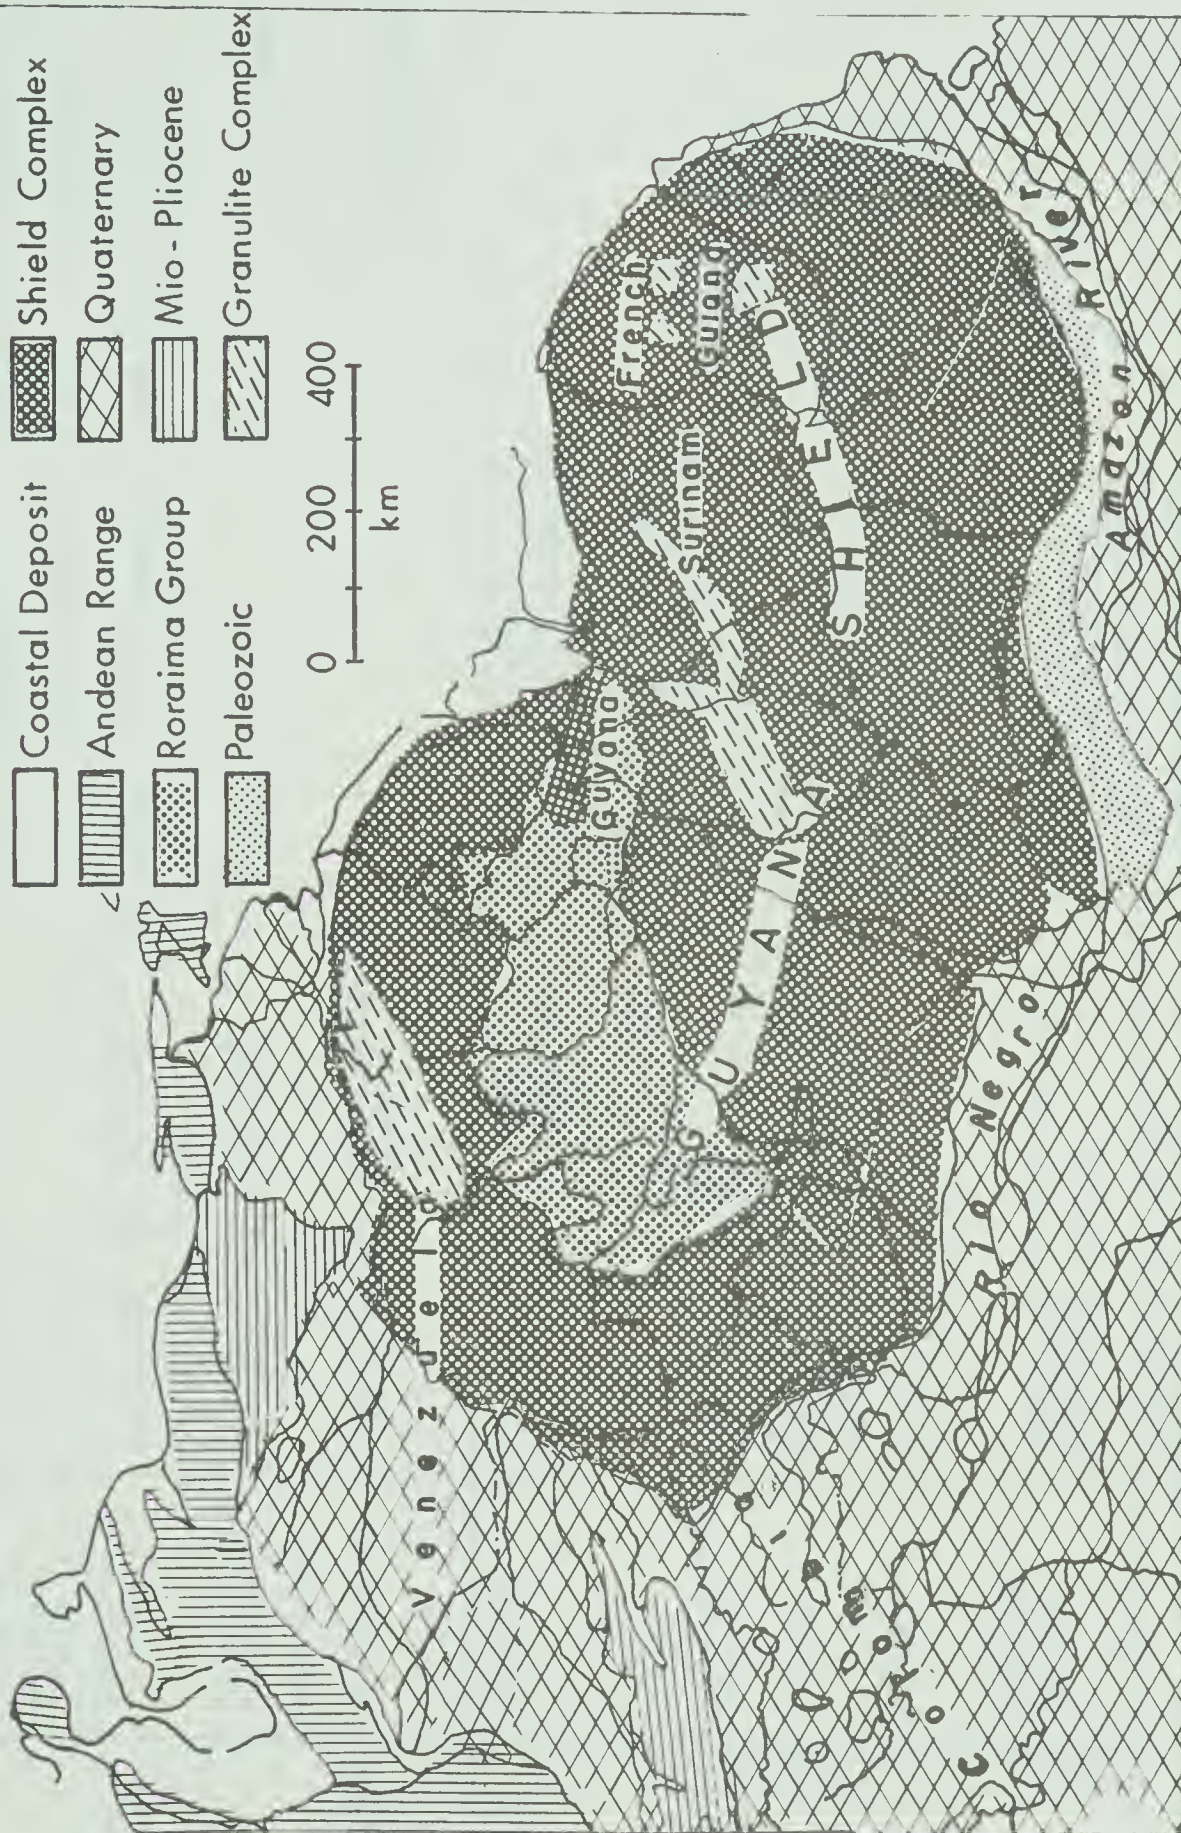 Coastal Deposit
Andean Range
Roraima Group
Paleozoic
Shield Complex
Quaternary
Mio-Pliocene
Granulite Complex
0 200 400
km
Venezuela
Guyana
Surinam
French
Guiana
GUYANA SHIELD
Colombia
Rio Negro
Amazon River